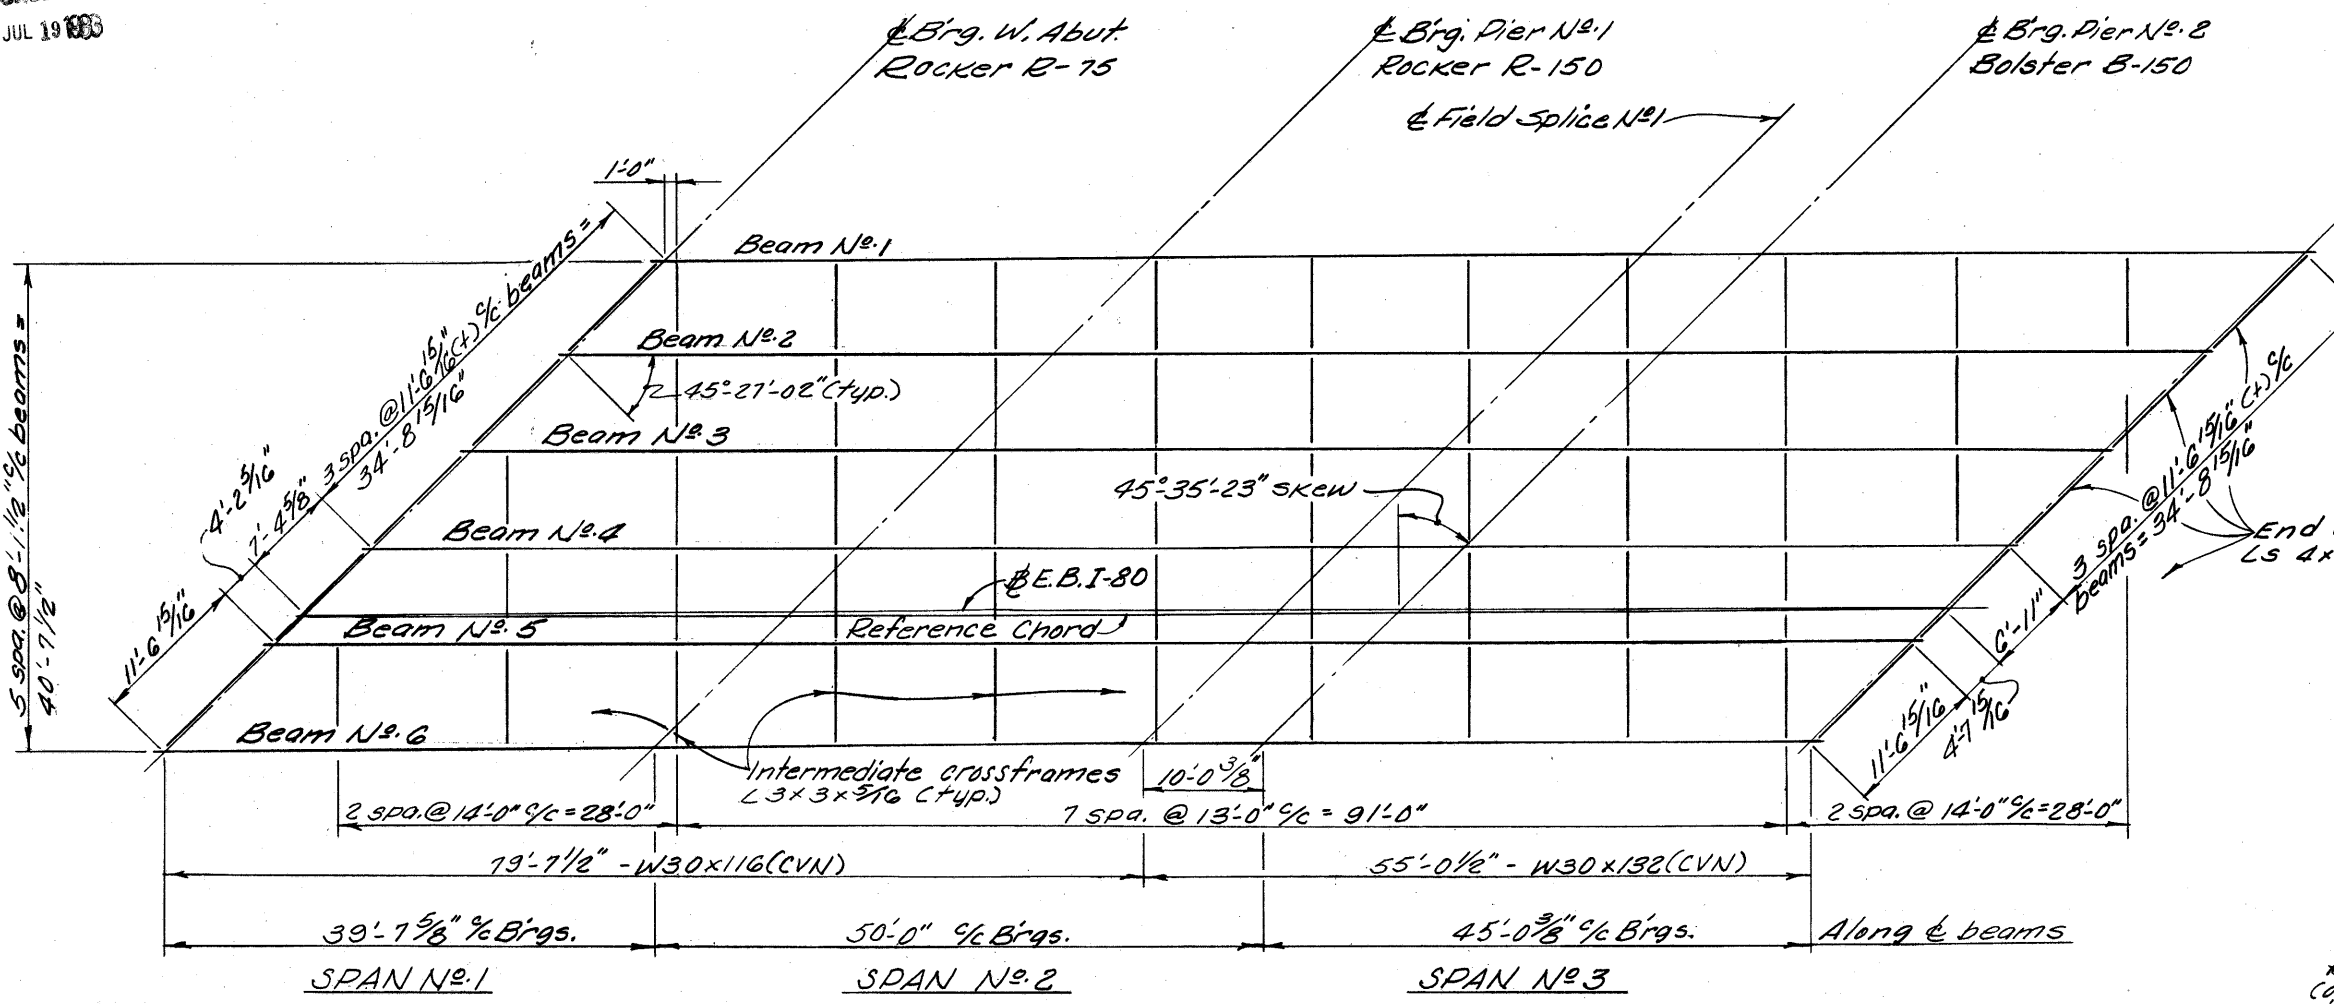 JUL 19 1983
℄ Brg. W. Abut.
Rocker R-75
℄ Brg. Pier No. 1
Rocker R-150
℄ Brg. Pier No. 2
Bolster B-150
℄ Field Splice No 1
1'-0"
Beam No. 1
Beam No. 2
45°-27'-02" (typ.)
Beam No. 3
Beam No. 4
45°-35'-23" skew
E.B. I-80
Reference Chord
Beam No. 5
Beam No. 6
5 spa. @ 8'-1 1/2" c/c beams =
40'-7 1/2"
3 spa. @ 11'-6 15/16" (+) c/c beams =
34'-8 15/16"
7'-4 5/8"
4'-2 5/16"
11'-6 15/16"
3 spa. @ 11'-6 15/16" (+) c/c
beams = 34'-8 15/16"
6'-11"
4'-7 15/16
11'-6 15/16
End
Ls 4x
Intermediate crossframes
L 3x3x5/16 (typ.)
10'-0 3/8"
2 spa. @ 14'-0" c/c = 28'-0"
7 spa. @ 13'-0" c/c = 91'-0"
2 spa. @ 14'-0" c/c = 28'-0"
79'-7 1/2" - W30x116 (CVN)
55'-0 1/2" - W30x132 (CVN)
39'-7 5/8" c/c Brgs.
50'-0" c/c Brgs.
45'-0 3/8" c/c Brgs.
Along ℄ beams
SPAN No. 1
SPAN No. 2
SPAN No 3